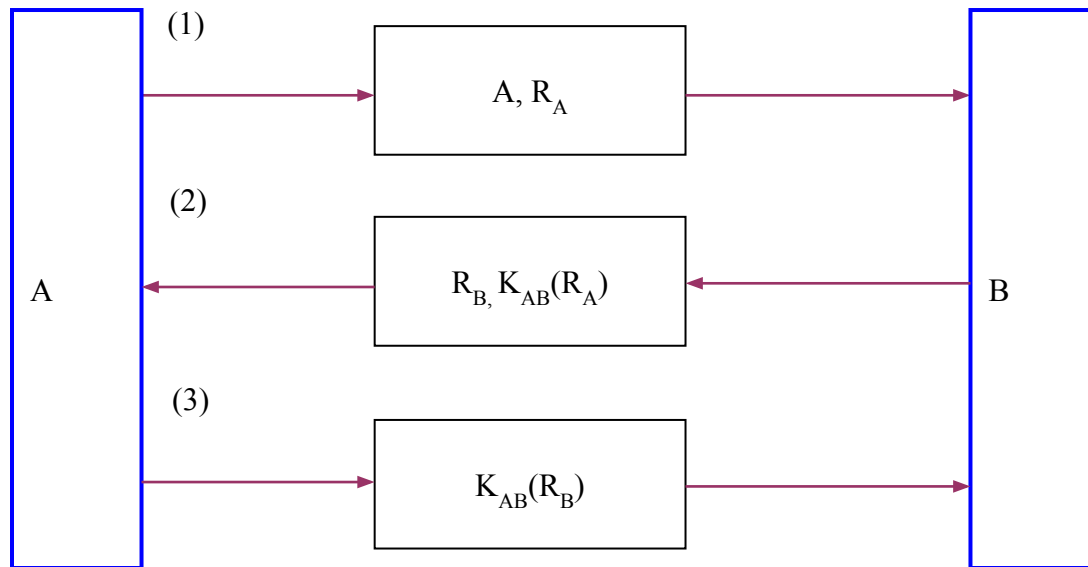 (1)
A, R_A
(2)
A
R_B, K_AB(R_A)
B
(3)
K_AB(R_B)